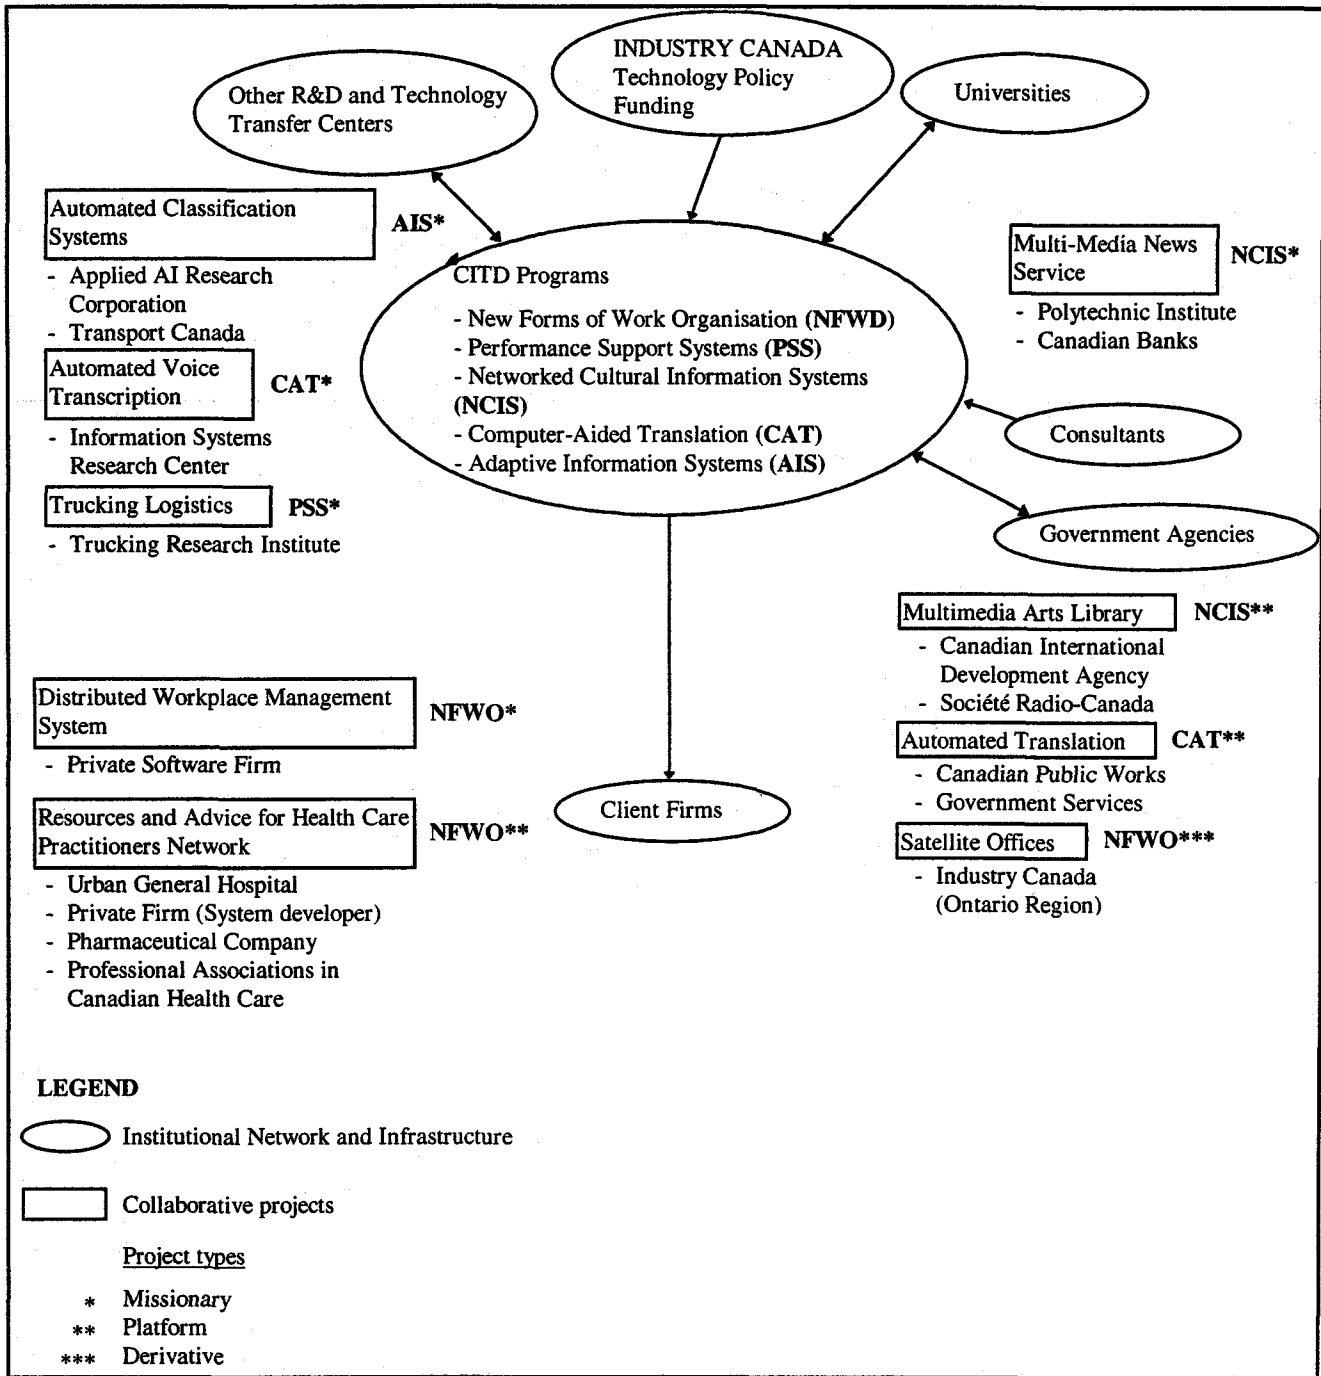 INDUSTRY CANADA
Technology Policy
Funding
Other R&D and Technology
Transfer Centers
Universities
Automated Classification
Systems
AIS*
- Applied AI Research
Corporation
- Transport Canada
Automated Voice
Transcription
CAT*
- Information Systems
Research Center
Trucking Logistics
PSS*
- Trucking Research Institute
CITD Programs
- New Forms of Work Organisation (NFWD)
- Performance Support Systems (PSS)
- Networked Cultural Information Systems
(NCIS)
- Computer-Aided Translation (CAT)
- Adaptive Information Systems (AIS)
Multi-Media News
Service
NCIS*
- Polytechnic Institute
- Canadian Banks
Consultants
Government Agencies
Multimedia Arts Library
NCIS**
- Canadian International
Development Agency
- Société Radio-Canada
Automated Translation
CAT**
- Canadian Public Works
- Government Services
Satellite Offices
NFWO***
- Industry Canada
(Ontario Region)
Distributed Workplace Management
System
NFWO*
- Private Software Firm
Resources and Advice for Health Care
Practitioners Network
NFWO**
- Urban General Hospital
- Private Firm (System developer)
- Pharmaceutical Company
- Professional Associations in
Canadian Health Care
Client Firms
LEGEND
Institutional Network and Infrastructure
Collaborative projects
Project types
* Missionary
** Platform
*** Derivative